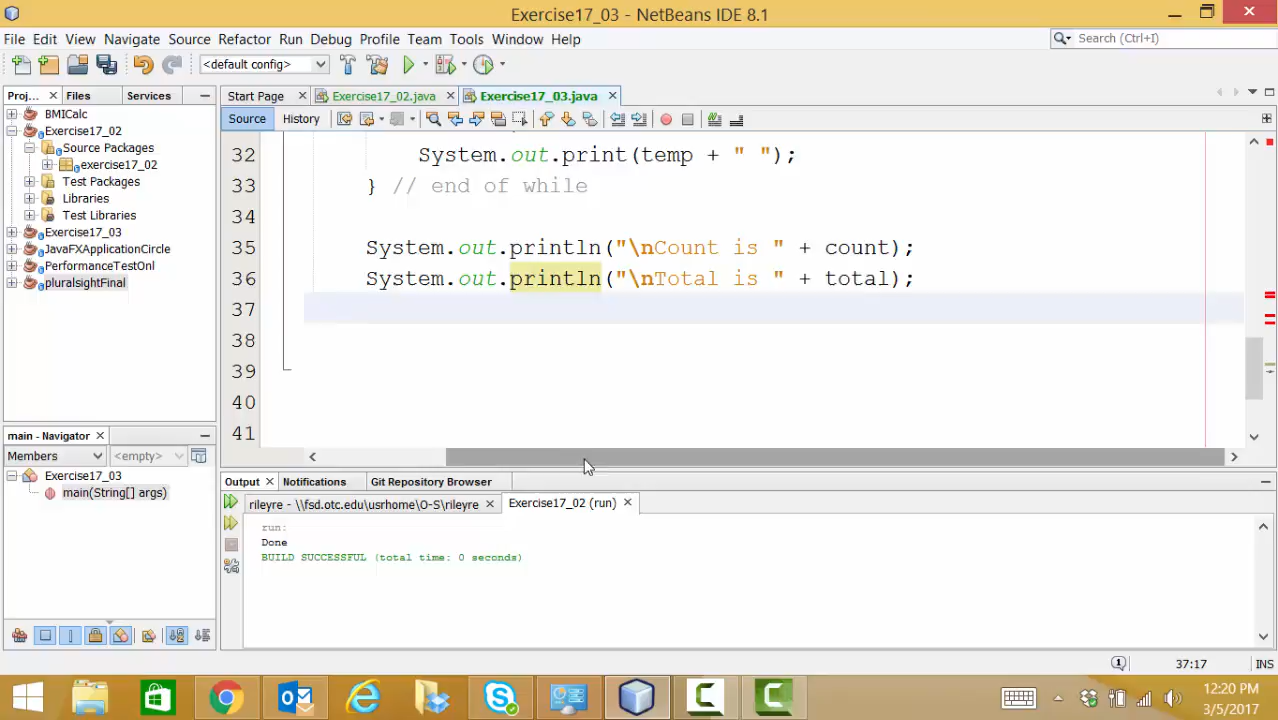 Exercise17_03 - NetBeans IDE 8.1
File Edit View Navigate Source Refactor Run Debug Profile Team Tools Window Help
Search (Ctrl+I)
<default config>
Proj... Files Services
Start Page Exercise17_02.java Exercise17_03.java
Source History
BMICalc
Exercise17_02
Source Packages
exercise17_02
Test Packages
Libraries
Test Libraries
Exercise17_03
JavaFXApplicationCircle
PerformanceTestOnl
pluralsightFinal
32 System.out.print(temp + " ");
33 } // end of while
34
35 System.out.println("\nCount is " + count);
36 System.out.println("\nTotal is " + total);
37
38
39
40
41
main - Navigator
Members <empty>
Exercise17_03
main(String[] args)
Output Notifications Git Repository Browser
rileyre - \\fsd.otc.edu\usrhome\O-S\rileyre Exercise17_02 (run)
run:
Done
BUILD SUCCESSFUL (total time: 0 seconds)
1 37:17 INS
12:20 PM
3/5/2017